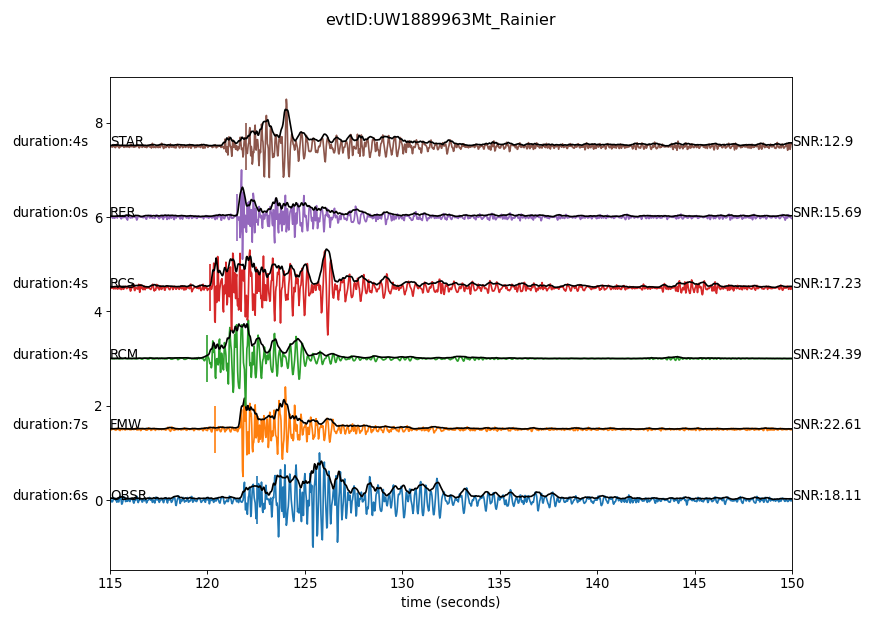 evtID:UW1889963Mt_Rainier
8
duration:4s STAR SNR:12.9
duration:0s RER SNR:15.69
6
duration:4s RCS SNR:17.23
4
duration:4s RCM SNR:24.39
2
duration:7s FMW SNR:22.61
duration:6s OBSR SNR:18.11
0
115 120 125 130 135 140 145 150
time (seconds)